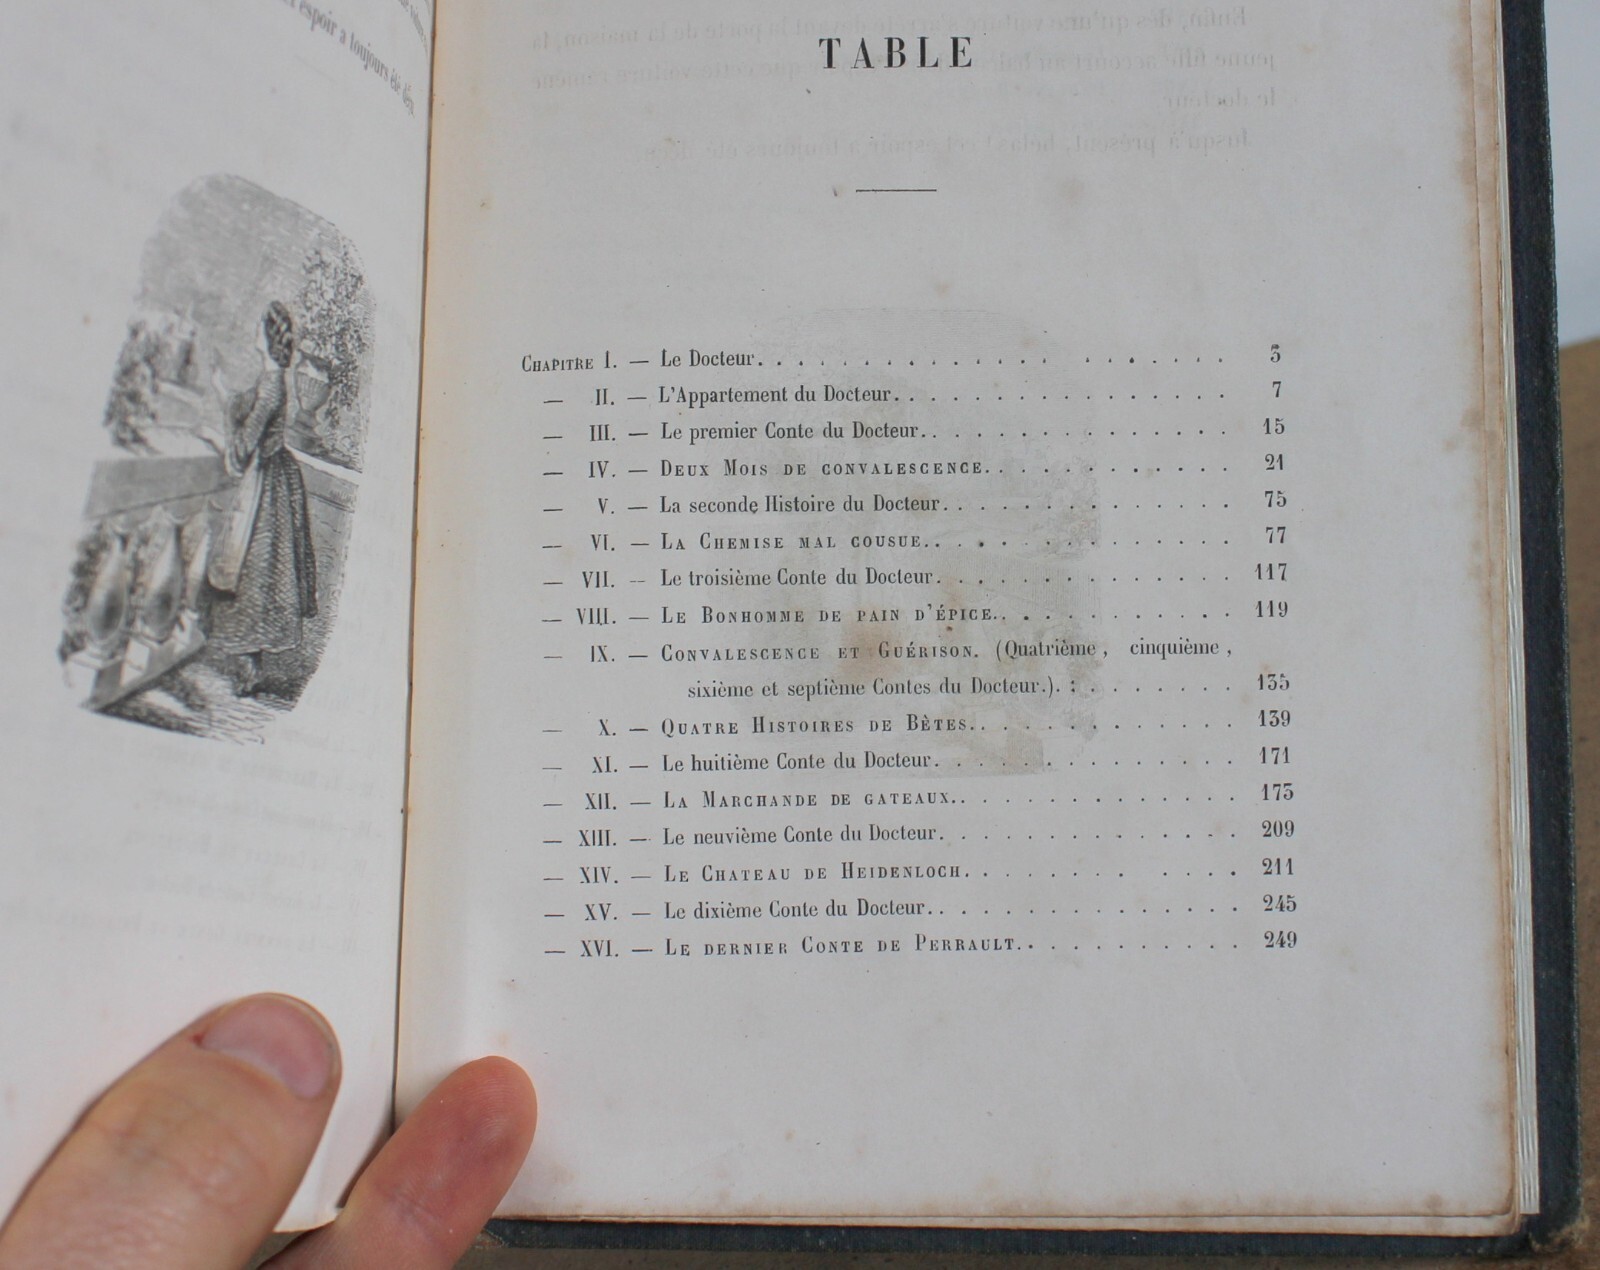 espoir a toujours été déçu
TABLE
CHAPITRE I. — Le Docteur. 3
— II. — L'Appartement du Docteur. 7
— III. — Le premier Conte du Docteur. 15
— IV. — DEUX MOIS DE CONVALESCENCE. 21
— V. — La seconde Histoire du Docteur. 75
— VI. — LA CHEMISE MAL COUSUE. 77
— VII. — Le troisième Conte du Docteur. 117
— VIII. — LE BONHOMME DE PAIN D'ÉPICE. 119
— IX. — CONVALESCENCE ET GUÉRISON. (Quatrième, cinquième,
sixième et septième Contes du Docteur.). 135
— X. — QUATRE HISTOIRES DE BÊTES. 139
— XI. — Le huitième Conte du Docteur. 171
— XII. — LA MARCHANDE DE GATEAUX. 173
— XIII. — Le neuvième Conte du Docteur. 209
— XIV. — LE CHATEAU DE HEIDENLOCH. 211
— XV. — Le dixième Conte du Docteur. 245
— XVI. — LE DERNIER CONTE DE PERRAULT. 249